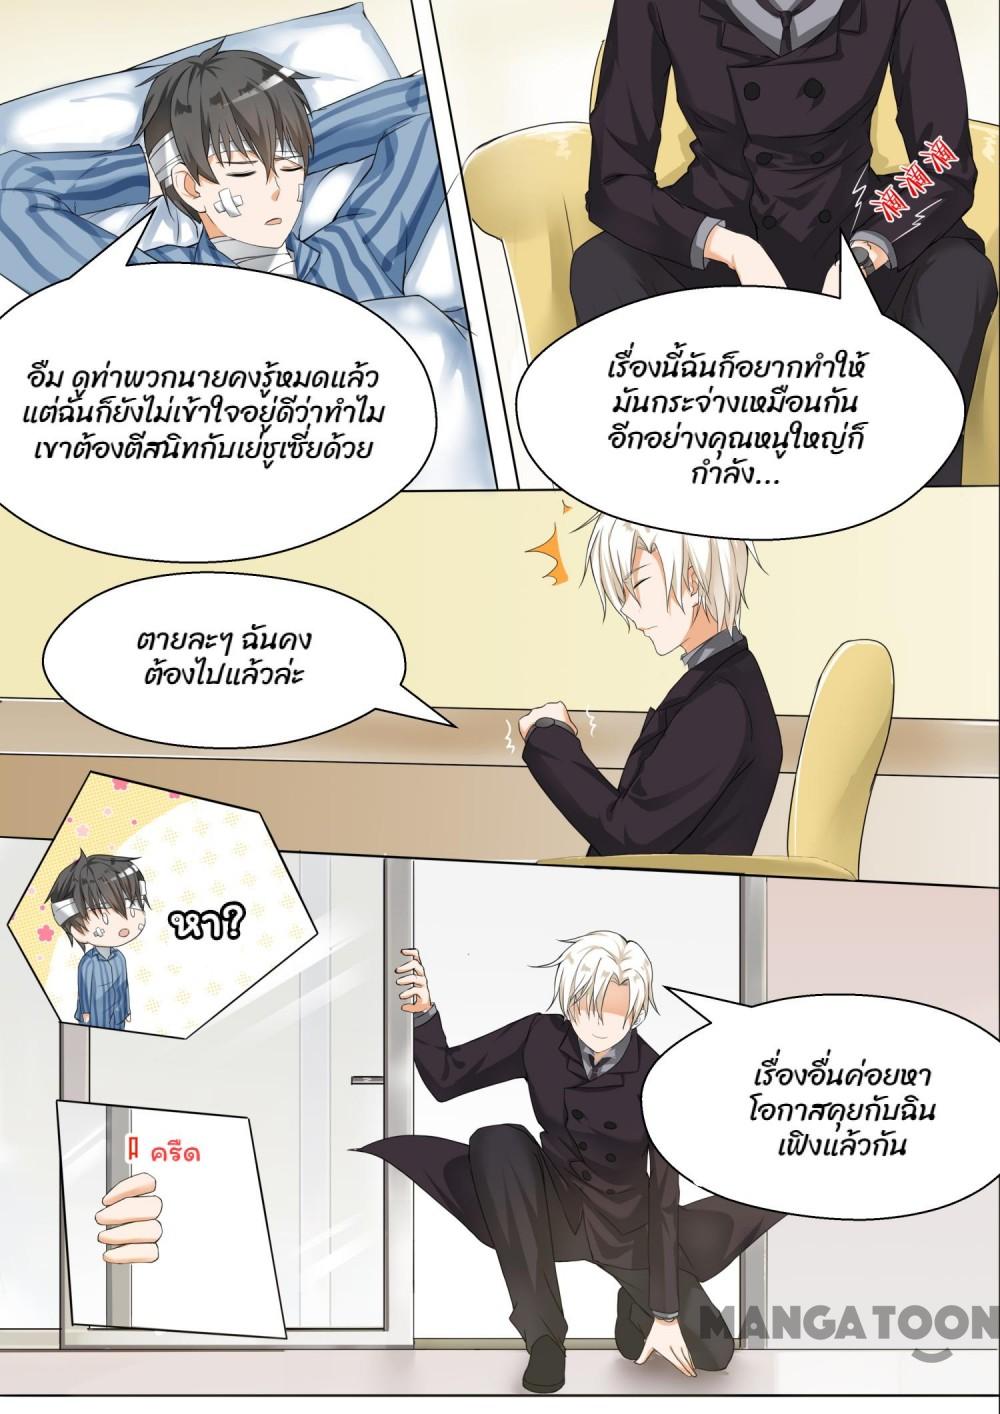 อืม ดูท่าพวกนายคงรู้หมดแล้ว
แต่ฉันก็ยังไม่เข้าใจอยู่ดีว่าทำไม
เขาต้องตีสนิทกับเย่ชูเซี่ยด้วย
เรื่องนี้ฉันก็อยากทำให้
มันกระจ่างเหมือนกัน
อีกอย่างคุณหนูใหญ่ก็
กำลัง...
ตายละๆ ฉันคง
ต้องไปแล้วล่ะ
หา?
ครืด
เรื่องอื่นค่อยหา
โอกาสคุยกับฉิน
เฟิงแล้วกัน
MANGATOON